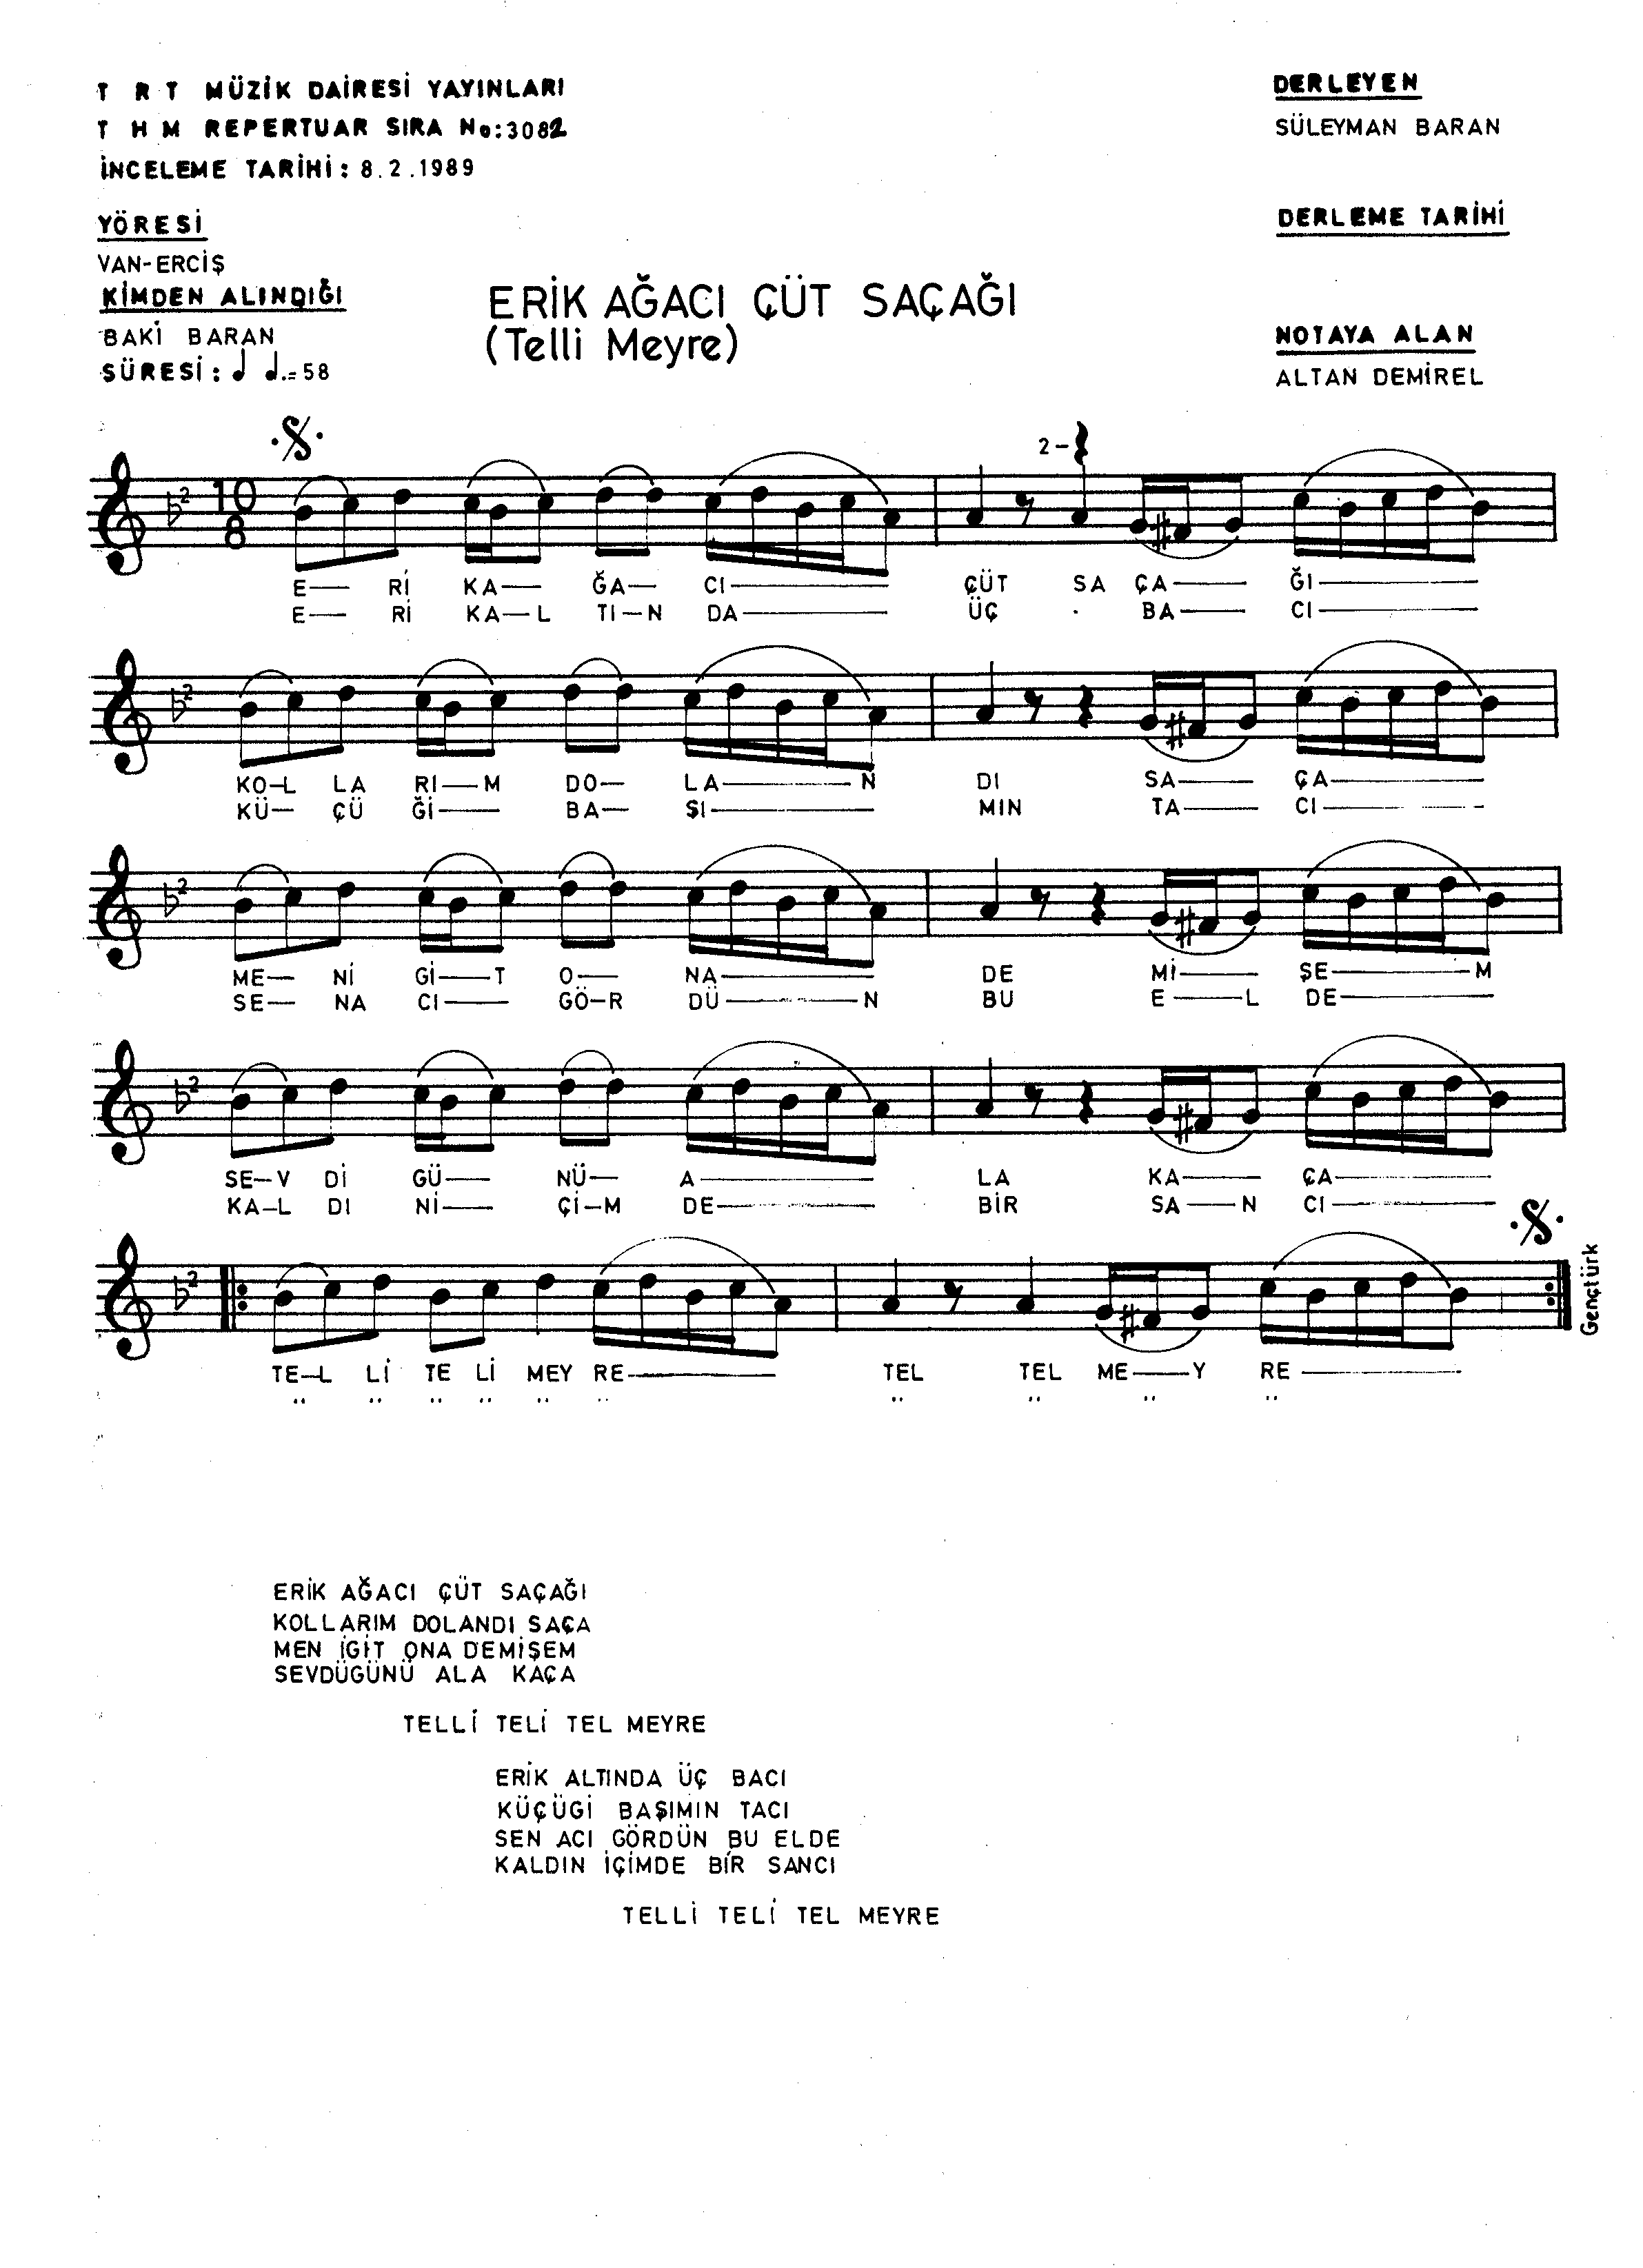 T R T MÜZİK DAİRESİ YAYINLARI
T H M REPERTUAR SIRA No:3082
İNCELEME TARİHİ: 8.2.1989
DERLEYEN
SÜLEYMAN BARAN
YÖRESİ
VAN-ERCİŞ
DERLEME TARİHİ
KİMDEN ALINDIĞI
BAKİ BARAN
SÜRESİ: ♩ ♩.=58
ERİK AĞACI ÇÜT SAÇAĞI
(Telli Meyre)
NOTAYA ALAN
ALTAN DEMİREL
2-
2 10 8
E— Rİ KA— ĞA— CI— ÇÜT SA ÇA— ĞI—
E— Rİ KA—L TI—N DA— ÜÇ . BA— CI—
2
KO—L LA RI—M DO— LA—N DI SA— ÇA—
KÜ— ÇÜ Ğİ— BA— ŞI— MIN TA— CI—
2
ME— Nİ Gİ—T O— NA— DE Mİ— ŞE—M
SE— NA CI— GÖ—R DÜ—N BU E—L DE—
2
SE—V Dİ GÜ— NÜ— A— LA KA— ÇA—
KA—L DI Nİ— Çİ—M DE— BİR SA—N CI—
2
TE—L Lİ TE Lİ MEY RE— TEL TEL ME—Y RE—
.. .. .. .. .. .. .. .. .. ..
Gençtürk
ERİK AĞACI ÇÜT SAÇAĞI
KOLLARIM DOLANDI SAÇA
MEN İGİT ONA DEMİŞEM
SEVDÜGÜNÜ ALA KAÇA
TELLİ TELİ TEL MEYRE
ERİK ALTINDA ÜÇ BACI
KÜÇÜGİ BAŞIMIN TACI
SEN ACI GÖRDÜN BU ELDE
KALDIN İÇİMDE BİR SANCI
TELLİ TELİ TEL MEYRE